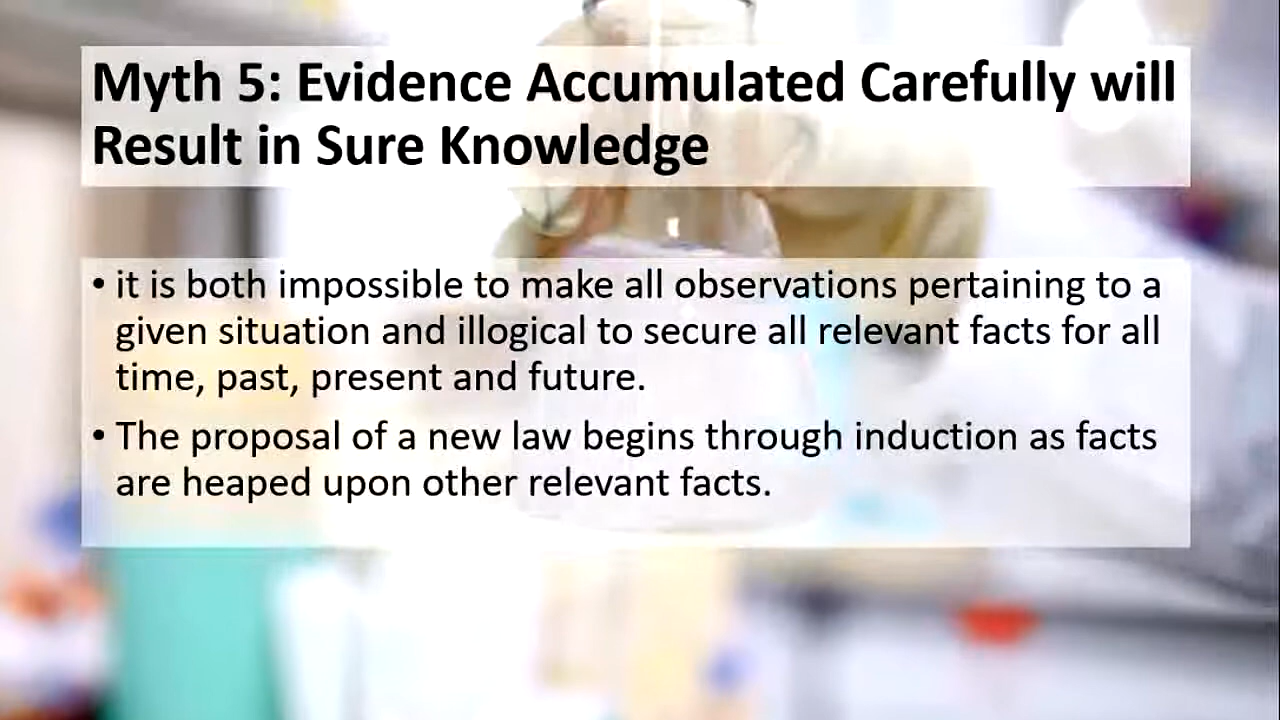 Myth 5: Evidence Accumulated Carefully will
Result in Sure Knowledge
• it is both impossible to make all observations pertaining to a
given situation and illogical to secure all relevant facts for all
time, past, present and future.
• The proposal of a new law begins through induction as facts
are heaped upon other relevant facts.